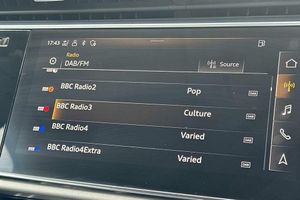 17:43
Radio
DAB/FM
Source
BBC Radio2
Pop
BBC Radio3
Culture
BBC Radio4
Varied
BBC Radio4Extra
Varied